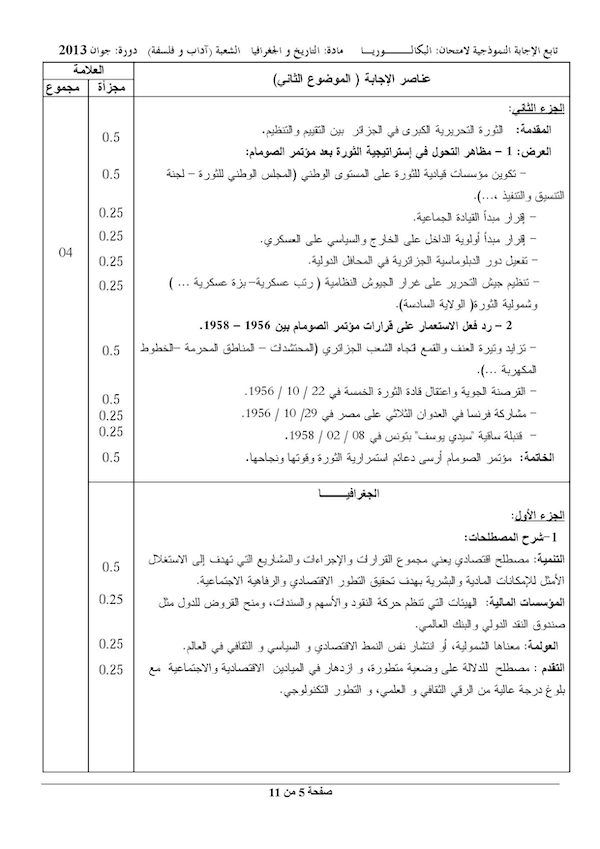 تابع الإجابة النموذجية لامتحان: البكالـــــــوريـــا مادة: التاريخ و الجغرافيا الشعبة (آداب و فلسفة) دورة: جوان 2013
عناصر الإجابة ( الموضوع الثاني) العلامة
مجزأة مجموع
الجزء الثاني:
المقدمة: الثورة التحريرية الكبرى في الجزائر بين التقييم والتنظيم. 0.5
العرض: 1 – مظاهر التحول في إستراتيجية الثورة بعد مؤتمر الصومام:
– تكوين مؤسسات قيادية للثورة على المستوى الوطني (المجلس الوطني للثورة – لجنة 0.5
التنسيق والتنفيذ ،...).
– إقرار مبدأ القيادة الجماعية. 0.25
– إقرار مبدأ أولوية الداخل على الخارج والسياسي على العسكري. 0.25
04
– تفعيل دور الدبلوماسية الجزائرية في المحافل الدولية. 0.25
– تنظيم جيش التحرير على غرار الجيوش النظامية ( رتب عسكرية– بزة عسكرية ... ) 0.25
وشمولية الثورة( الولاية السادسة).
2 – رد فعل الاستعمار على قرارات مؤتمر الصومام بين 1956 – 1958.
– تزايد وتيرة العنف والقمع تجاه الشعب الجزائري (المحتشدات – المناطق المحرمة –الخطوط 0.5
المكهربة ...).
– القرصنة الجوية واعتقال قادة الثورة الخمسة في 22 / 10 / 1956. 0.5
– مشاركة فرنسا في العدوان الثلاثي على مصر في 29/ 10 / 1956. 0.25
– قنبلة ساقية "سيدي يوسف" بتونس في 08 / 02 / 1958. 0.25
الخاتمة: مؤتمر الصومام أرسى دعائم استمرارية الثورة وقوتها ونجاحها. 0.5
الجغرافيـــــا
الجزء الأول:
1–شرح المصطلحات:
التنمية: مصطلح اقتصادي يعني مجموع القرارات والإجراءات والمشاريع التي تهدف إلى الاستغلال 0.5
الأمثل للإمكانات المادية والبشرية بهدف تحقيق التطور الاقتصادي والرفاهية الاجتماعية.
المؤسسات المالية: الهيئات التي تنظم حركة النقود والأسهم والسندات، ومنح القروض للدول مثل 0.25
صندوق النقد الدولي والبنك العالمي.
العولمة: معناها الشمولية، أو انتشار نفس النمط الاقتصادي و السياسي و الثقافي في العالم. 0.25
التقدم : مصطلح للدلالة على وضعية متطورة، و ازدهار في الميادين الاقتصادية والاجتماعية مع 0.25
بلوغ درجة عالية من الرقي الثقافي و العلمي، و التطور التكنولوجي.
صفحة 5 من 11